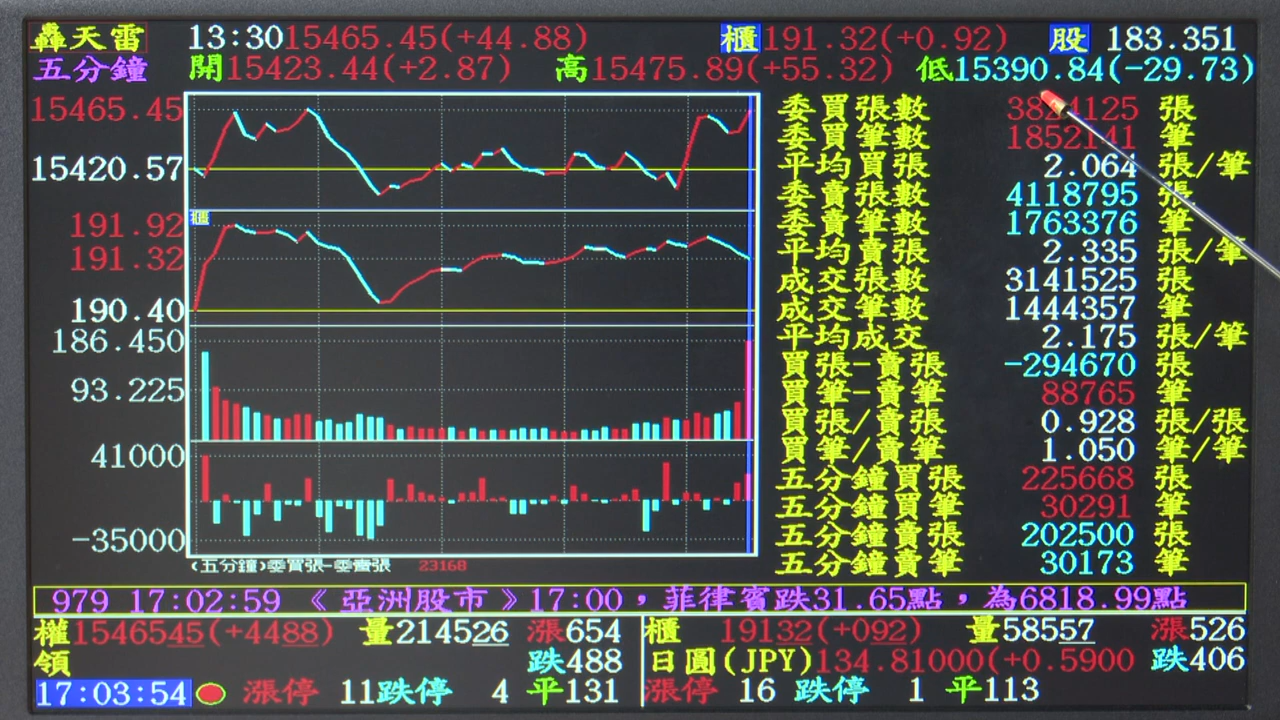 轟天雷 13:30 15465.45(+44.88) 櫃 191.32(+0.92) 股 183.351
五分鐘 開15423.44(+2.87) 高15475.89(+55.32) 低15390.84(-29.73)
15465.45
15420.57
191.92
191.32
190.40
186.450
93.225
41000
-35000
櫃
(五分鐘)委買張-委賣張 23168
委買張數 3824125 張
委買筆數 1852141 筆
平均買張 2.064 張/筆
委賣張數 4118795 張
委賣筆數 1763376 筆
平均賣張 2.335 張/筆
成交張數 3141525 張
成交筆數 1444357 筆
平均成交 2.175 張/筆
買張-賣張 -294670 張
買筆-賣筆 88765 筆
買張/賣張 0.928 張/張
買筆/賣筆 1.050 筆/筆
五分鐘買張 225668 張
五分鐘買筆 30291 筆
五分鐘賣張 202500 張
五分鐘賣筆 30173 筆
979 17:02:59 《亞洲股市》17:00，菲律賓跌31.65點，為6818.99點
權1546545(+4488) 量214526 漲654 櫃 19132(+092) 量58557 漲526
領 跌488 日圓(JPY)134.81000(+0.5900 跌406
17:03:54 漲停 11 跌停 4 平131 漲停 16 跌停 1 平113